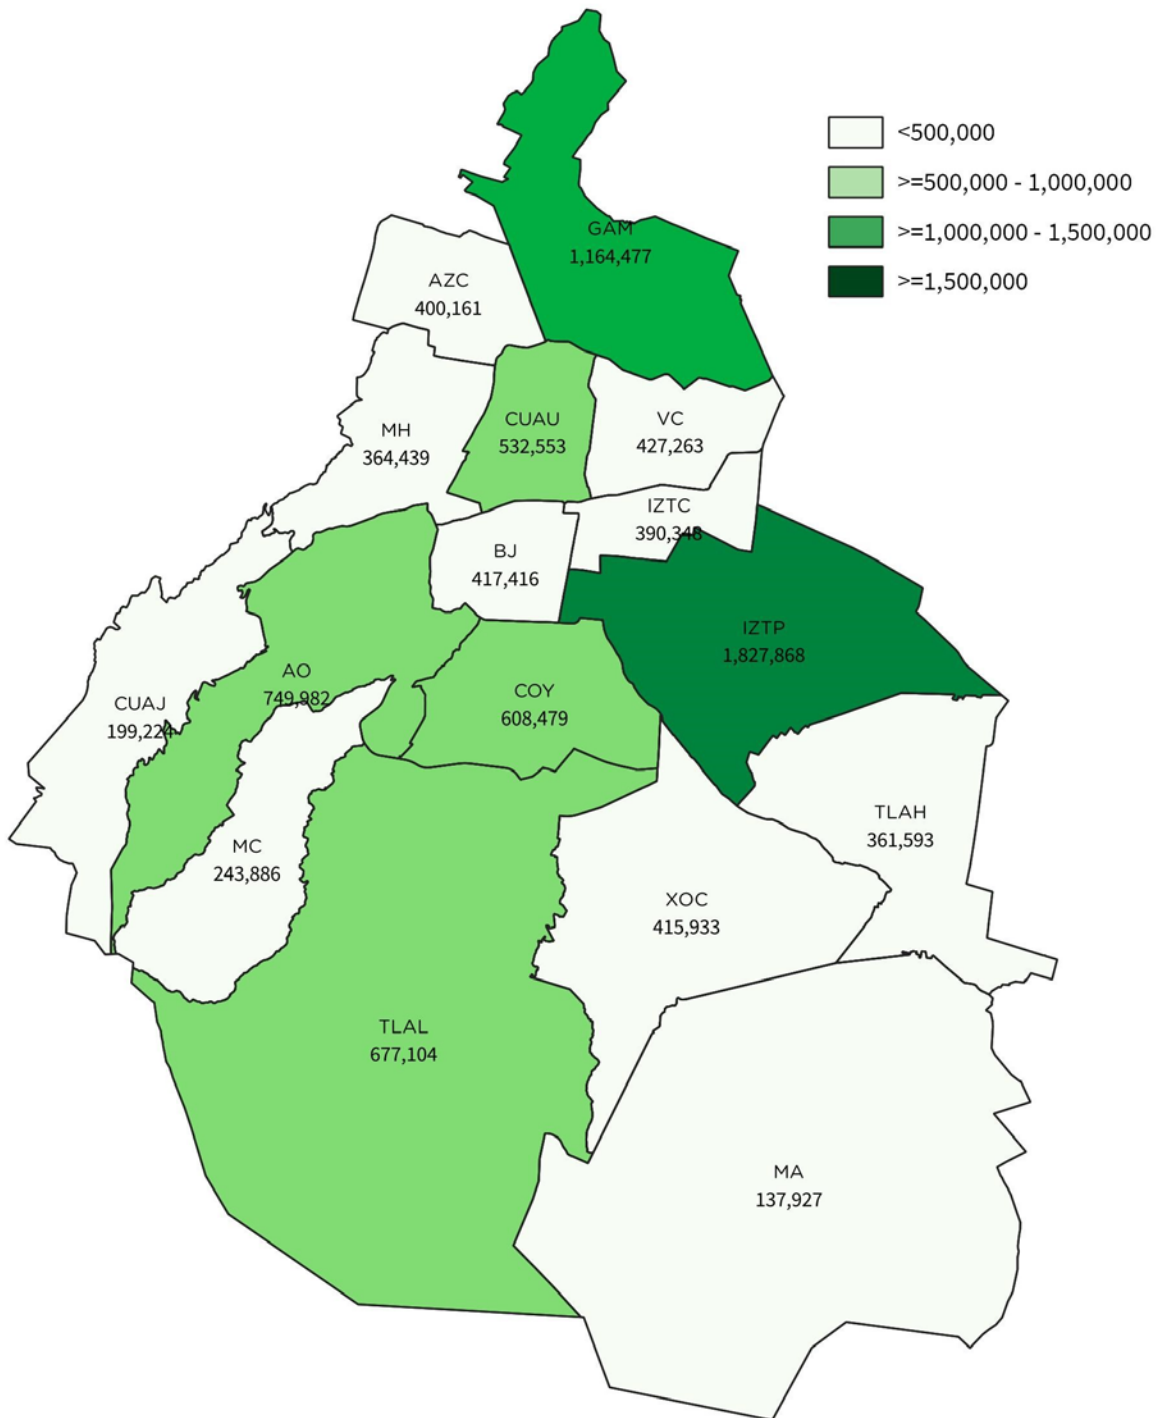 <500,000
>=500,000 - 1,000,000
>=1,000,000 - 1,500,000
>=1,500,000
GAM
1,164,477
AZC
400,161
MH
364,439
CUAU
532,553
VC
427,263
IZTC
390,348
BJ
417,416
IZTP
1,827,868
AO
749,982
COY
608,479
CUAJ
199,224
TLAH
361,593
MC
243,886
XOC
415,933
TLAL
677,104
MA
137,927